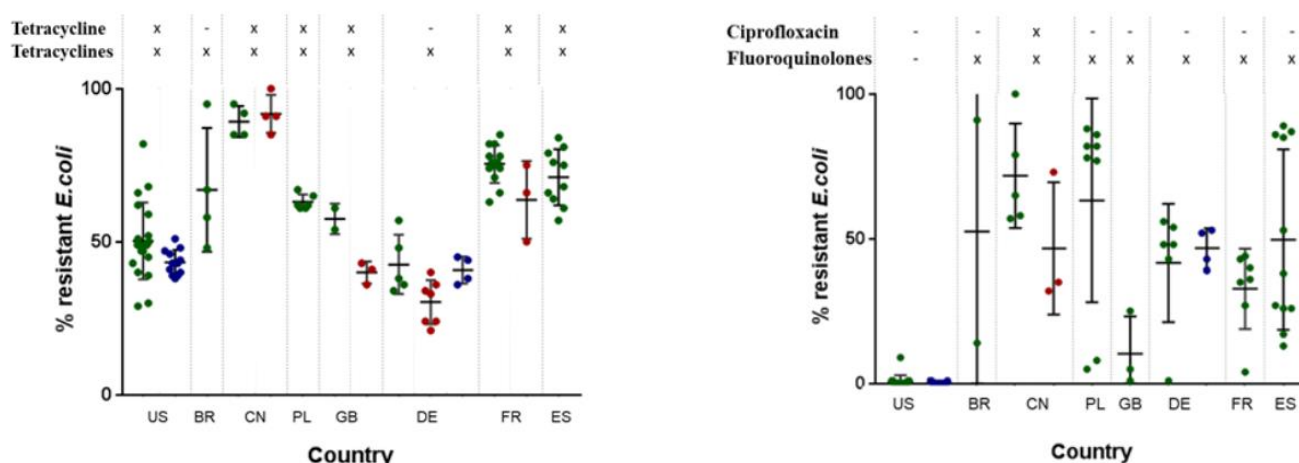 Tetracycline x - x x x - x x
Tetracyclines x x x x x x x x
100
50
0
% resistant E.coli
US BR CN PL GB DE FR ES
Country
Ciprofloxacin - - x - - - - -
Fluoroquinolones - x x x x x x x
100
50
0
% resistant E.coli
US BR CN PL GB DE FR ES
Country